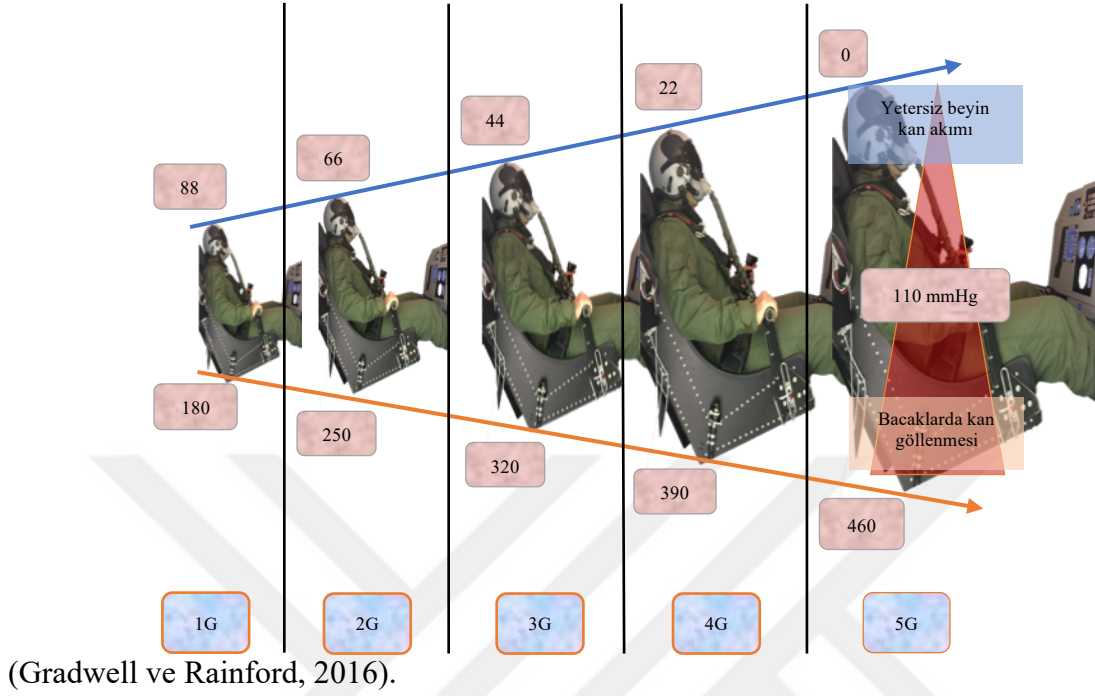 0
22
44
66
88
Yetersiz beyin
kan akımı
110 mmHg
Bacaklarda kan
göllenmesi
180
250
320
390
460
1G
2G
3G
4G
5G
(Gradwell ve Rainford, 2016).